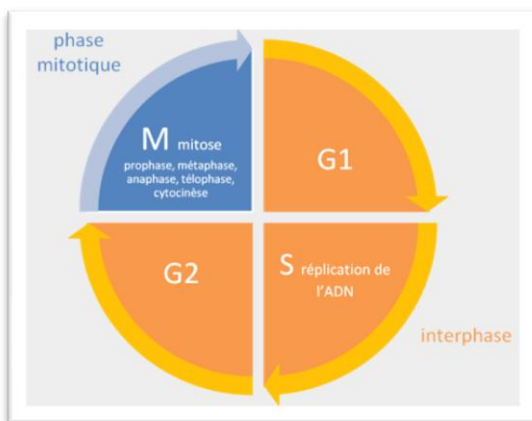 phase
mitotique
M mitose
prophase, métaphase,
anaphase, télophase,
cytocinèse
G1
G2
S réplication de
l'ADN
interphase